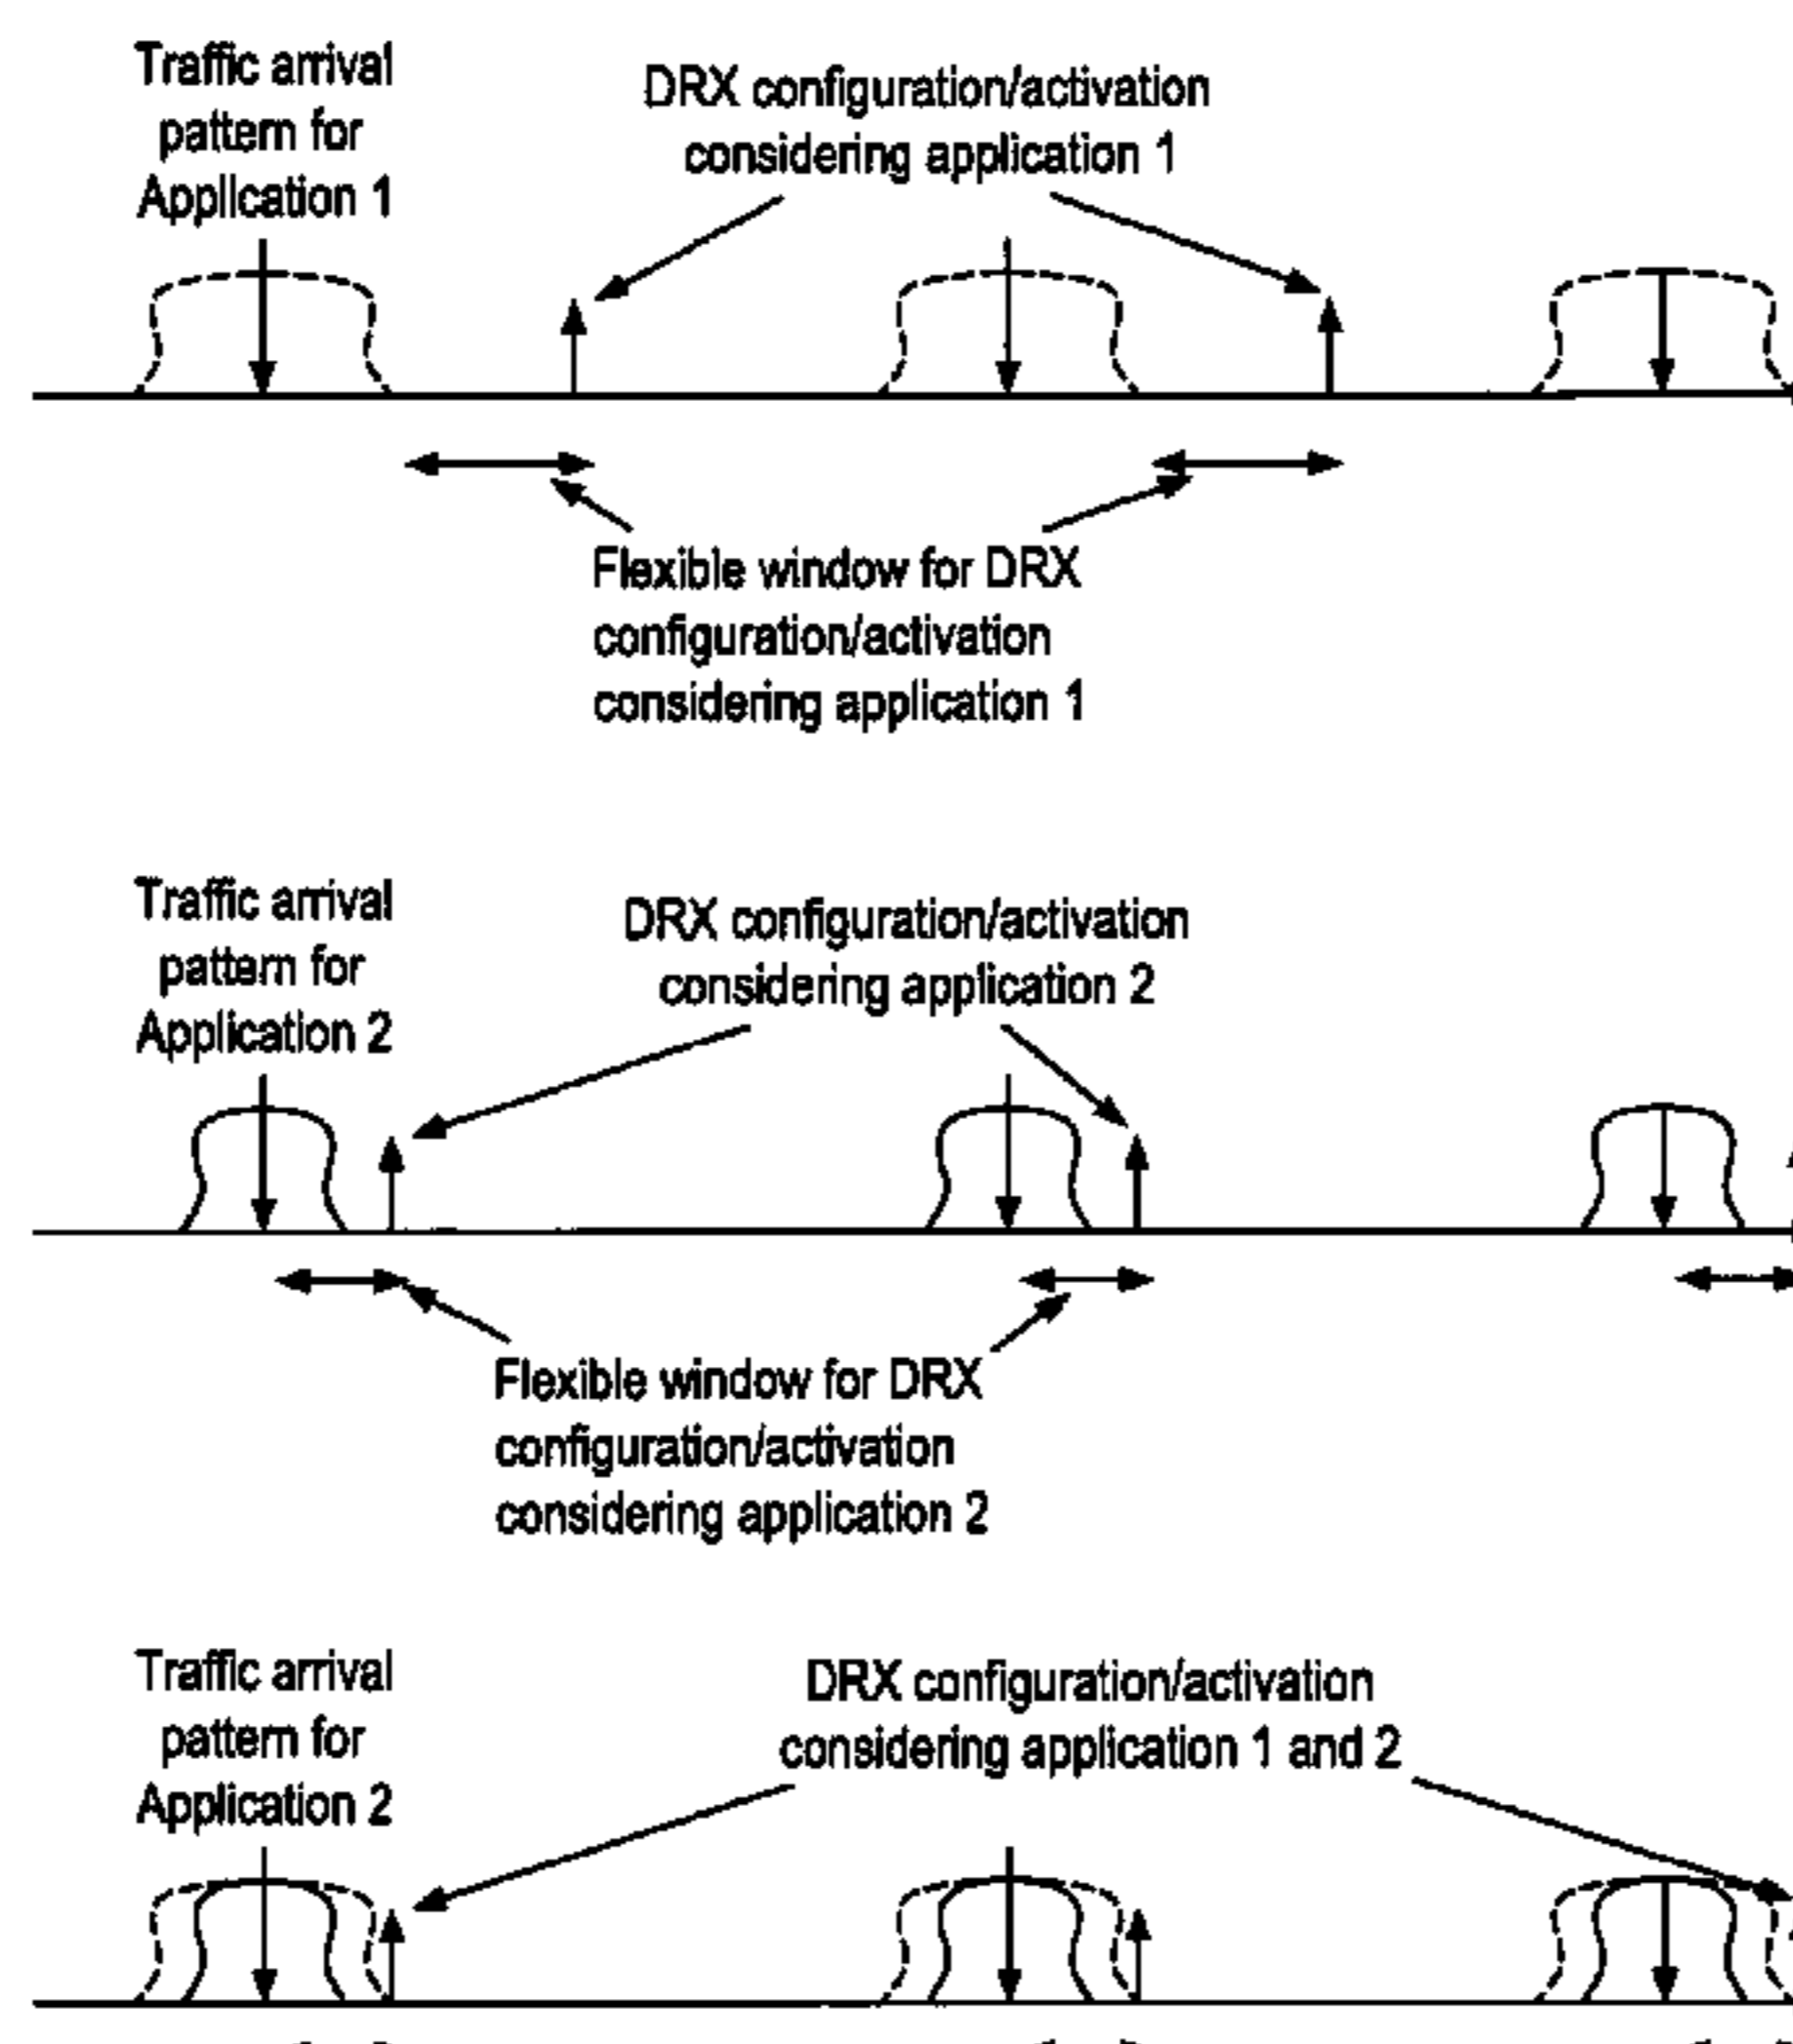 Traffic arrival
pattern for
Application 1
DRX configuration/activation
considering application 1
Flexible window for DRX
configuration/activation
considering application 1
Traffic arrival
pattern for
Application 2
DRX configuration/activation
considering application 2
Flexible window for DRX
configuration/activation
considering application 2
Traffic arrival
pattern for
Application 2
DRX configuration/activation
considering application 1 and 2